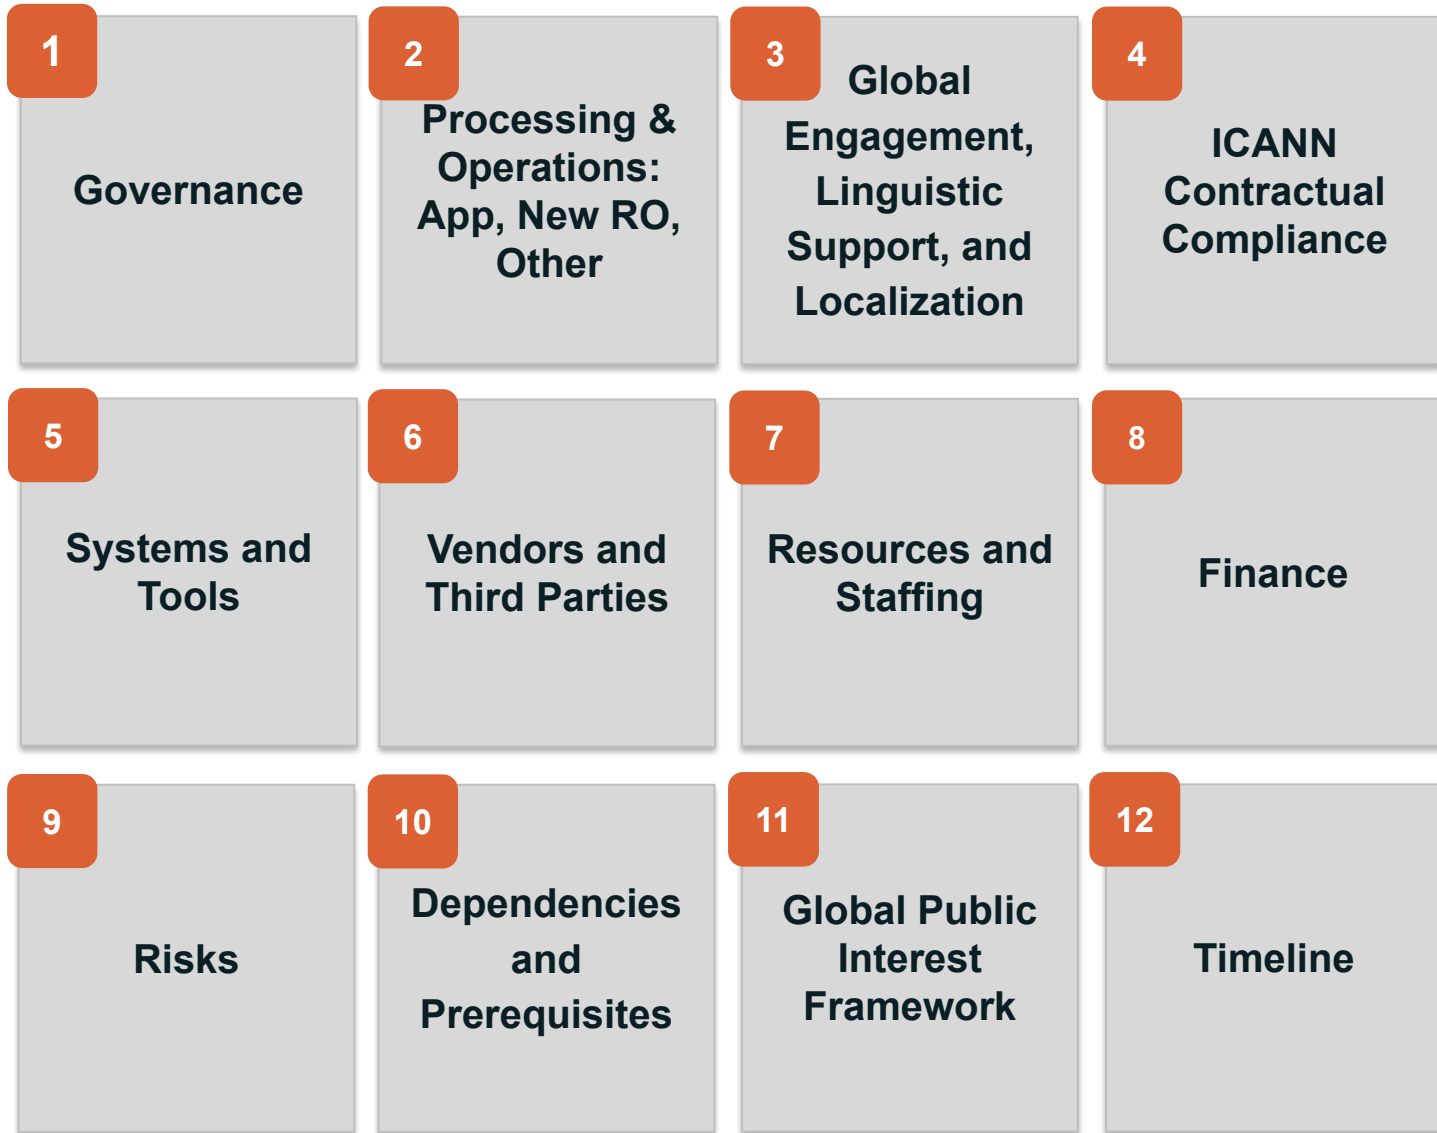 1
Governance
2
Processing &
Operations:
App, New RO,
Other
3
Global
Engagement,
Linguistic
Support, and
Localization
4
ICANN
Contractual
Compliance
5
Systems and
Tools
6
Vendors and
Third Parties
7
Resources and
Staffing
8
Finance
9
Risks
10
Dependencies
and
Prerequisites
11
Global Public
Interest
Framework
12
Timeline